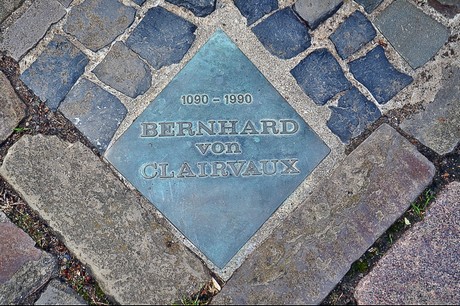 1090 - 1990
BERNHARD
von
CLAIRVAUX